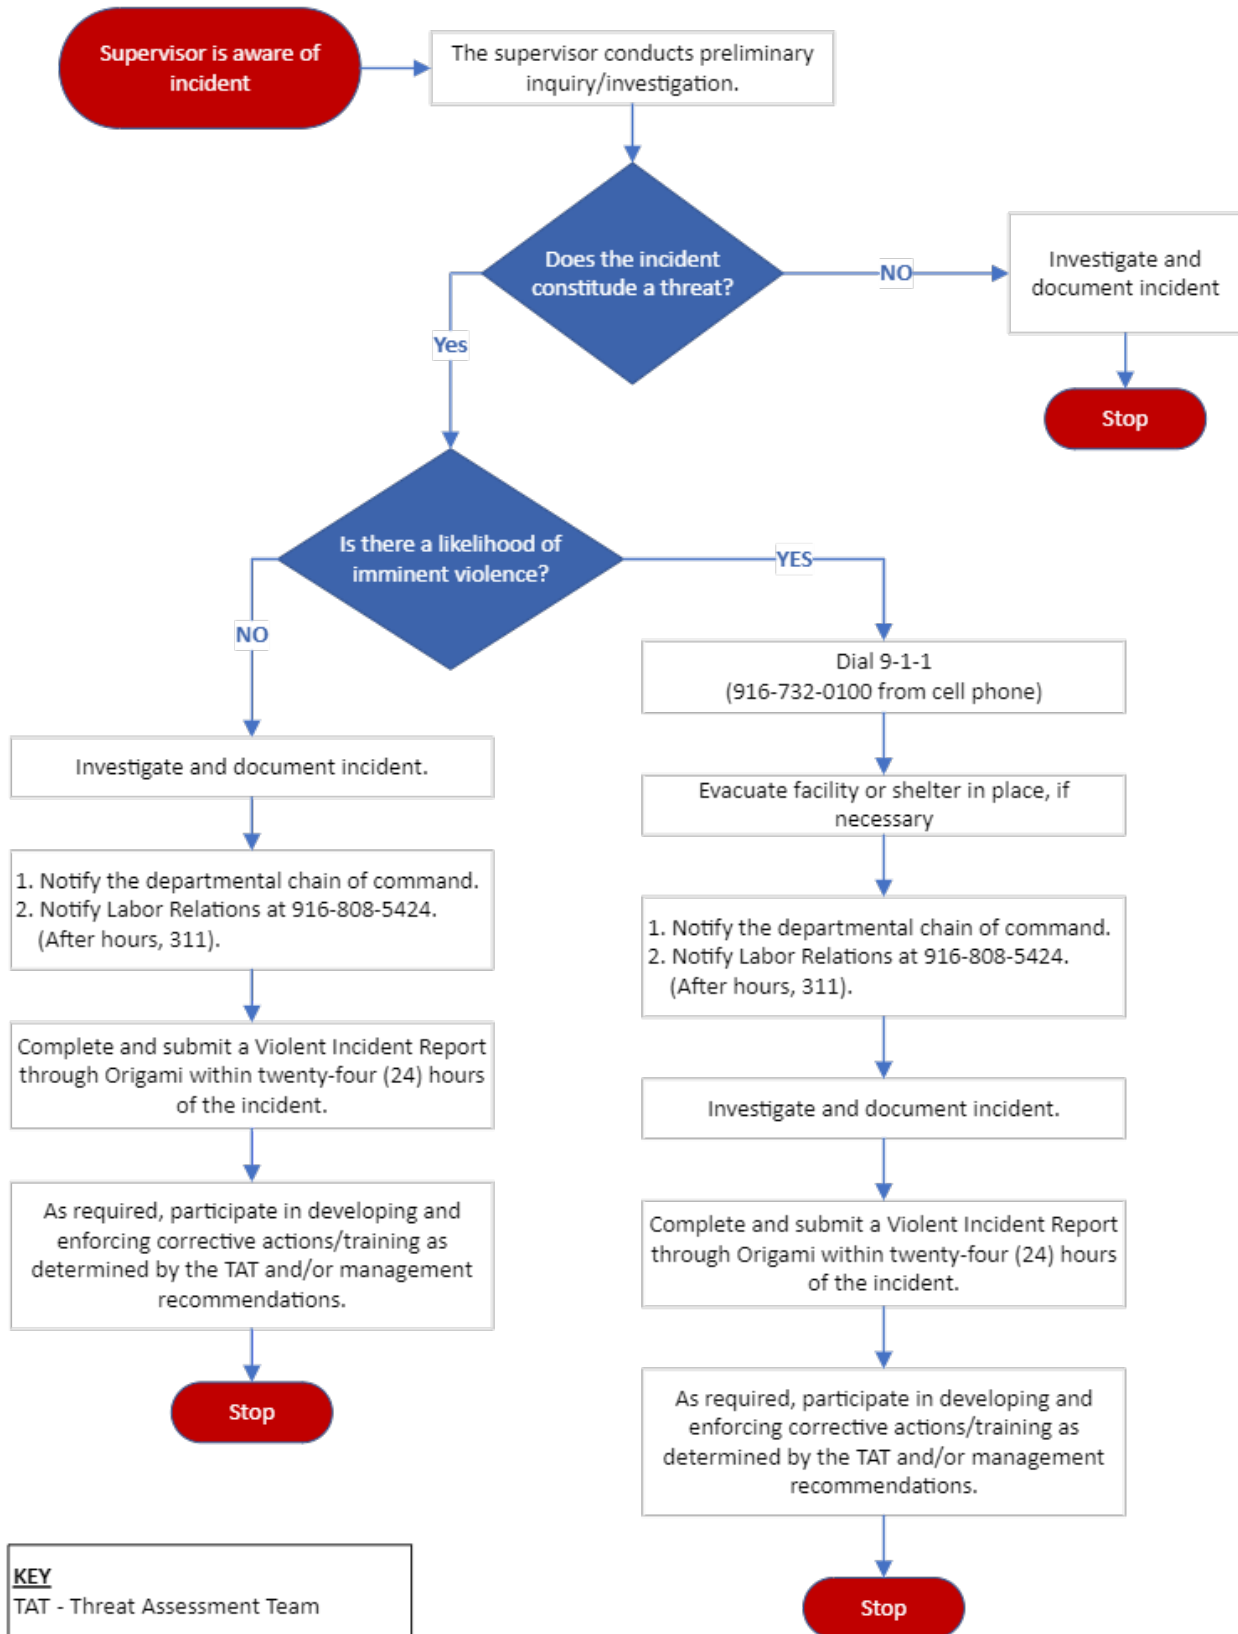 Supervisor is aware of
incident
The supervisor conducts preliminary
inquiry/investigation.
Does the incident
constitude a threat?
NO
Investigate and
document incident
Stop
Yes
Is there a likelihood of
imminent violence?
NO
YES
Investigate and document incident.
1. Notify the departmental chain of command.
2. Notify Labor Relations at 916-808-5424.
(After hours, 311).
Complete and submit a Violent Incident Report
through Origami within twenty-four (24) hours
of the incident.
As required, participate in developing and
enforcing corrective actions/training as
determined by the TAT and/or management
recommendations.
Stop
Dial 9-1-1
(916-732-0100 from cell phone)
Evacuate facility or shelter in place, if
necessary
1. Notify the departmental chain of command.
2. Notify Labor Relations at 916-808-5424.
(After hours, 311).
Investigate and document incident.
Complete and submit a Violent Incident Report
through Origami within twenty-four (24) hours
of the incident.
As required, participate in developing and
enforcing corrective actions/training as
determined by the TAT and/or management
recommendations.
Stop
KEY
TAT - Threat Assessment Team